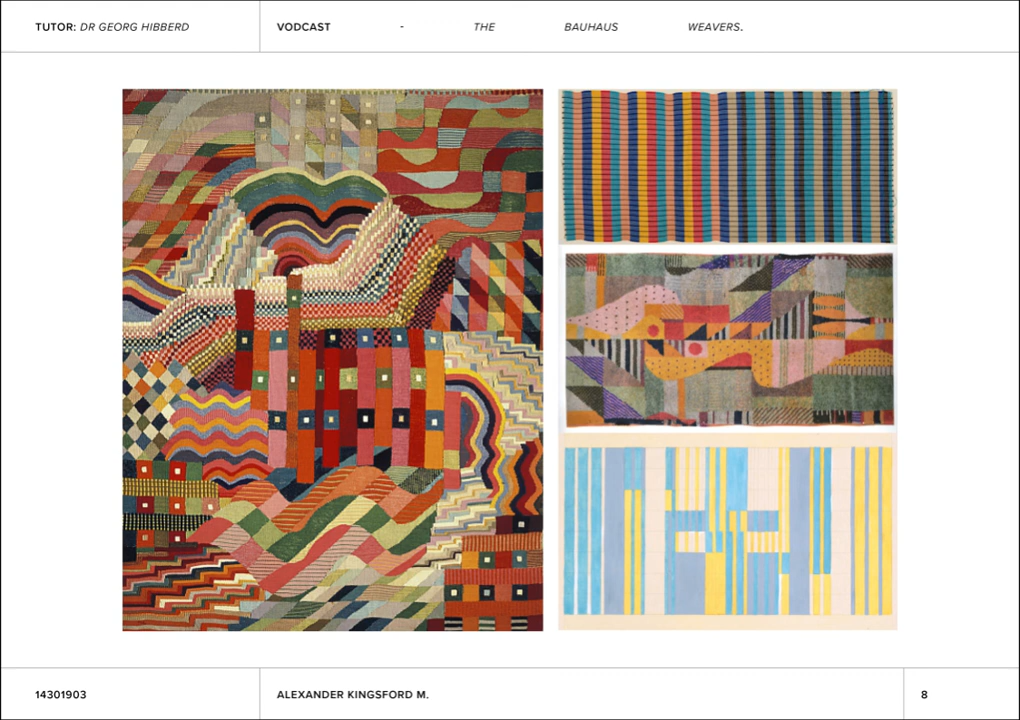 TUTOR: DR GEORG HIBBERD
VODCAST - THE BAUHAUS WEAVERS.
14301903
ALEXANDER KINGSFORD M.
8